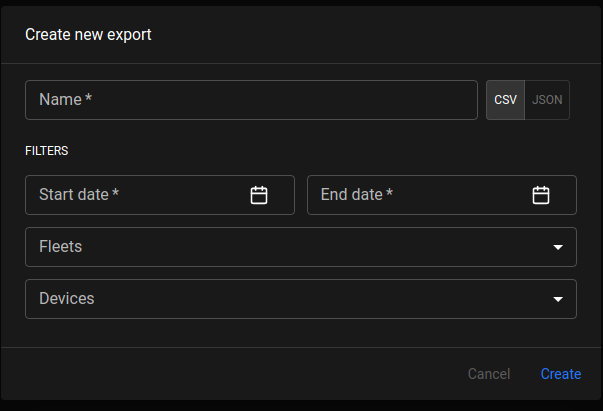 Create new export
Name *
CSV JSON
FILTERS
Start date * End date *
Fleets
Devices
Cancel Create